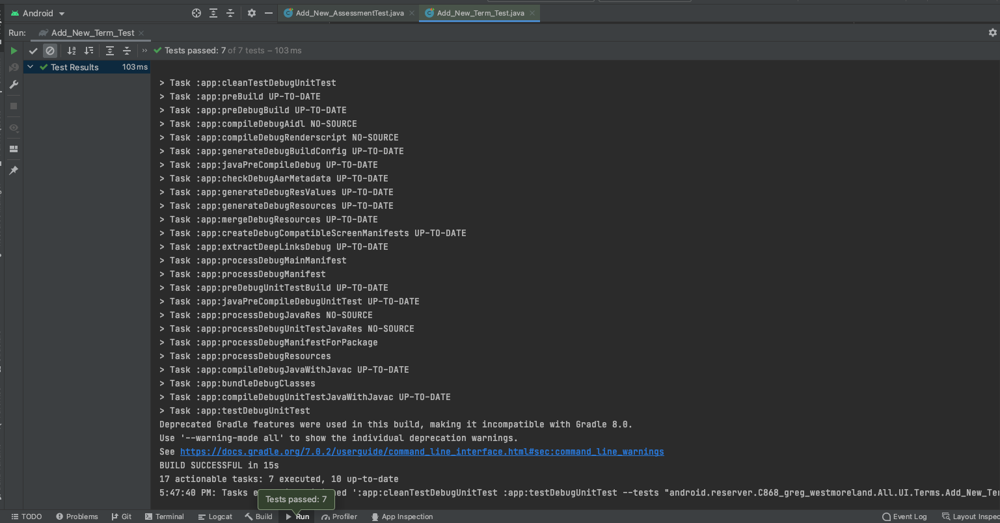 Android
Add_New_AssessmentTest.java
Add_New_Term_Test.java
Run:
Add_New_Term_Test
Tests passed: 7 of 7 tests – 103 ms
Test Results 103 ms
> Task :app:cleanTestDebugUnitTest
> Task :app:preBuild UP-TO-DATE
> Task :app:preDebugBuild UP-TO-DATE
> Task :app:compileDebugAidl NO-SOURCE
> Task :app:compileDebugRenderscript NO-SOURCE
> Task :app:generateDebugBuildConfig UP-TO-DATE
> Task :app:javaPreCompileDebug UP-TO-DATE
> Task :app:checkDebugAarMetadata UP-TO-DATE
> Task :app:generateDebugResValues UP-TO-DATE
> Task :app:generateDebugResources UP-TO-DATE
> Task :app:mergeDebugResources UP-TO-DATE
> Task :app:createDebugCompatibleScreenManifests UP-TO-DATE
> Task :app:extractDeepLinksDebug UP-TO-DATE
> Task :app:processDebugMainManifest
> Task :app:processDebugManifest
> Task :app:preDebugUnitTestBuild UP-TO-DATE
> Task :app:javaPreCompileDebugUnitTest UP-TO-DATE
> Task :app:processDebugJavaRes NO-SOURCE
> Task :app:processDebugUnitTestJavaRes NO-SOURCE
> Task :app:processDebugManifestForPackage
> Task :app:processDebugResources
> Task :app:compileDebugJavaWithJavac UP-TO-DATE
> Task :app:bundleDebugClasses
> Task :app:compileDebugUnitTestJavaWithJavac UP-TO-DATE
> Task :app:testDebugUnitTest
Deprecated Gradle features were used in this build, making it incompatible with Gradle 8.0.
Use '--warning-mode all' to show the individual deprecation warnings.
See https://docs.gradle.org/7.0.2/userguide/command_line_interface.html#sec:command_line_warnings
BUILD SUCCESSFUL in 15s
17 actionable tasks: 7 executed, 10 up-to-date
5:47:40 PM: Tasks e ed ':app:cleanTestDebugUnitTest :app:testDebugUnitTest --tests "android.reserver.C868_greg_westmoreland.All.UI.Terms.Add_New_Te
Tests passed: 7
TODO
Problems
Git
Terminal
Logcat
Build
Run
Profiler
App Inspection
Event Log
Layout Inspec